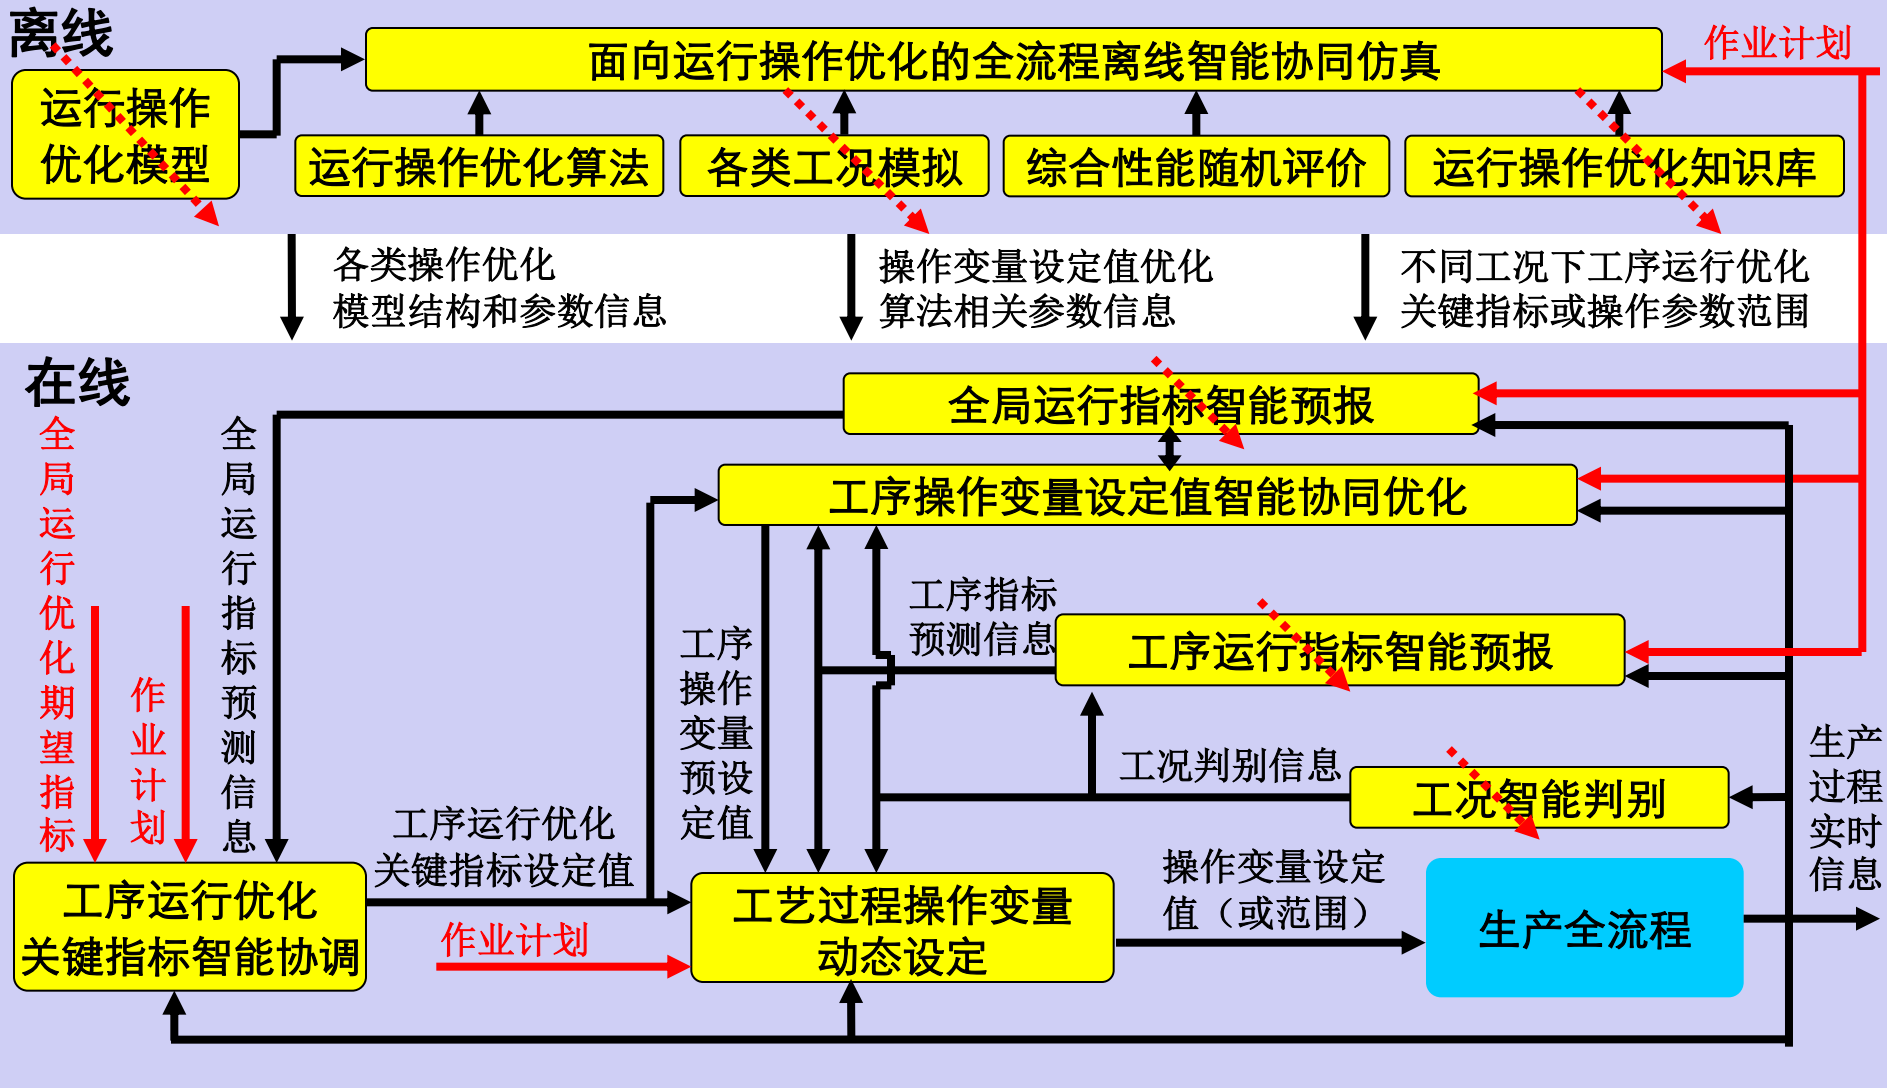 离线
运行操作
优化模型
面向运行操作优化的全流程离线智能协同仿真
作业计划
运行操作优化算法
各类工况模拟
综合性能随机评价
运行操作优化知识库
各类操作优化
模型结构和参数信息
操作变量设定值优化
算法相关参数信息
不同工况下工序运行优化
关键指标或操作参数范围
在线
全局运行优化期望指标
作业计划
全局运行指标预测信息
全局运行指标智能预报
工序操作变量设定值智能协同优化
工序指标
预测信息
工序运行指标智能预报
工序
操作
变量
预设
定值
工况判别信息
工况智能判别
生产
过程
实时
信息
工序运行优化
关键指标设定值
工序运行优化
关键指标智能协调
作业计划
工艺过程操作变量
动态设定
操作变量设定
值（或范围）
生产全流程